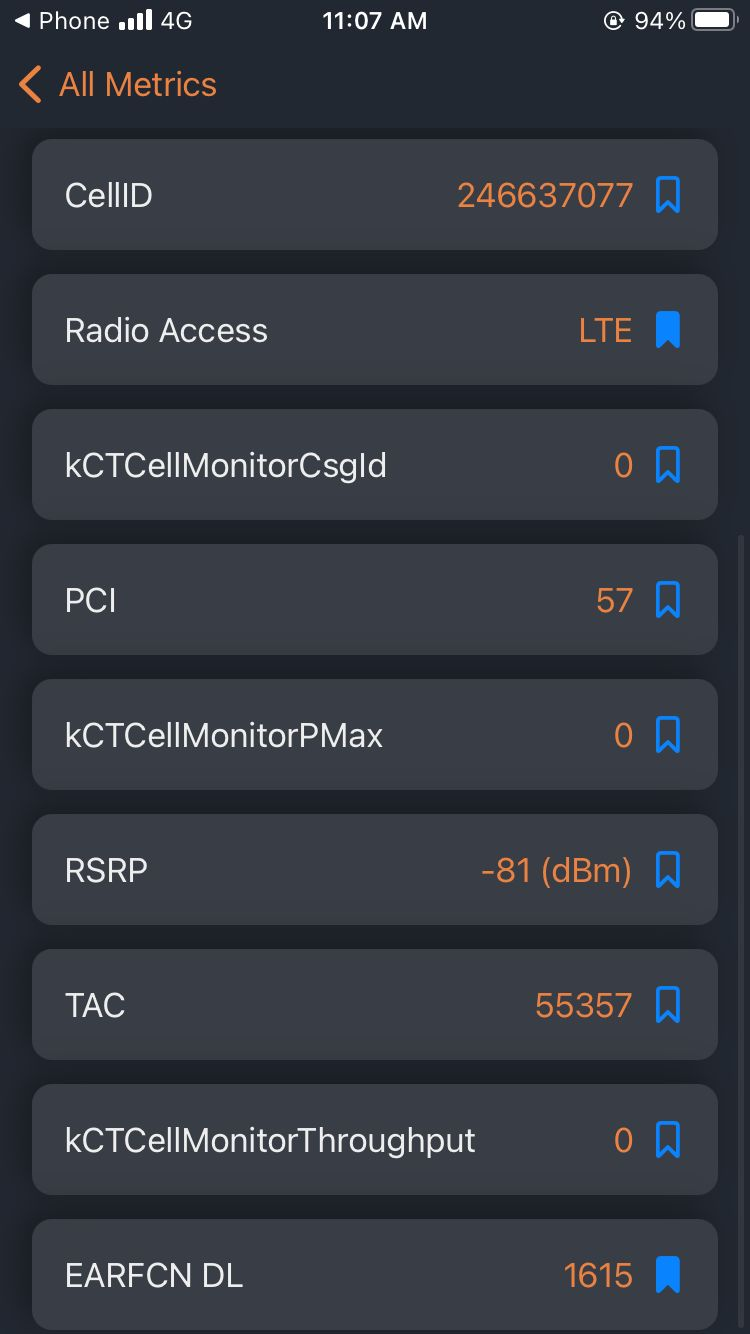 Phone 4G 11:07 AM 94%
All Metrics
CellID 246637077
Radio Access LTE
kCTCellMonitorCsgId 0
PCI 57
kCTCellMonitorPMax 0
RSRP -81 (dBm)
TAC 55357
kCTCellMonitorThroughput 0
EARFCN DL 1615